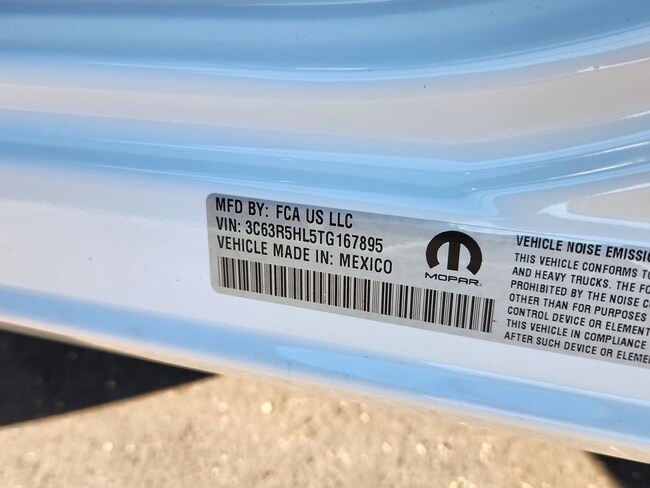 MFD BY: FCA US LLC
VIN: 3C63R5HL5TG167895
VEHICLE MADE IN: MEXICO
MOPAR
VEHICLE NOISE EMISSIO
THIS VEHICLE CONFORMS TO
AND HEAVY TRUCKS. THE FO
PROHIBITED BY THE NOISE CO
OTHER THAN FOR PURPOSES
CONTROL DEVICE OR ELEMENT
THIS VEHICLE IN COMPLIANCE
AFTER SUCH DEVICE OR ELEME